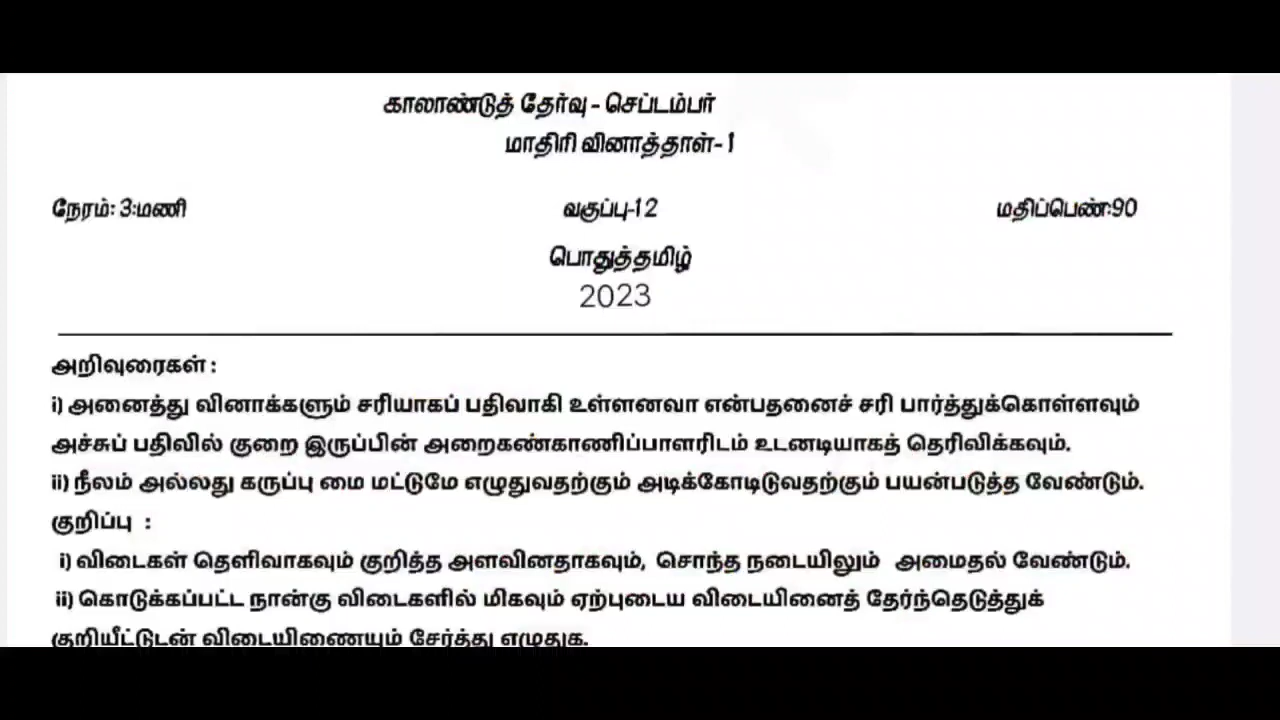 காலாண்டுத் தேர்வு - செப்டம்பர்
மாதிரி வினாத்தாள்-1
நேரம்: 3:மணி வகுப்பு-12 மதிப்பெண்:90
பொதுத்தமிழ்
2023
அறிவுரைகள் :
i) அனைத்து வினாக்களும் சரியாகப் பதிவாகி உள்ளனவா என்பதனைச் சரி பார்த்துக்கொள்ளவும்
அச்சுப் பதிவில் குறை இருப்பின் அறைகண்காணிப்பாளரிடம் உடனடியாகத் தெரிவிக்கவும்.
ii) நீலம் அல்லது கருப்பு மை மட்டுமே எழுதுவதற்கும் அடிக்கோடிடுவதற்கும் பயன்படுத்த வேண்டும்.
குறிப்பு :
i) விடைகள் தெளிவாகவும் குறித்த அளவினதாகவும், சொந்த நடையிலும் அமைதல் வேண்டும்.
ii) கொடுக்கப்பட்ட நான்கு விடைகளில் மிகவும் ஏற்புடைய விடையினைத் தேர்ந்தெடுத்துக்
குறியீட்டுடன் விடையிணையும் சேர்த்து எழுதுக.